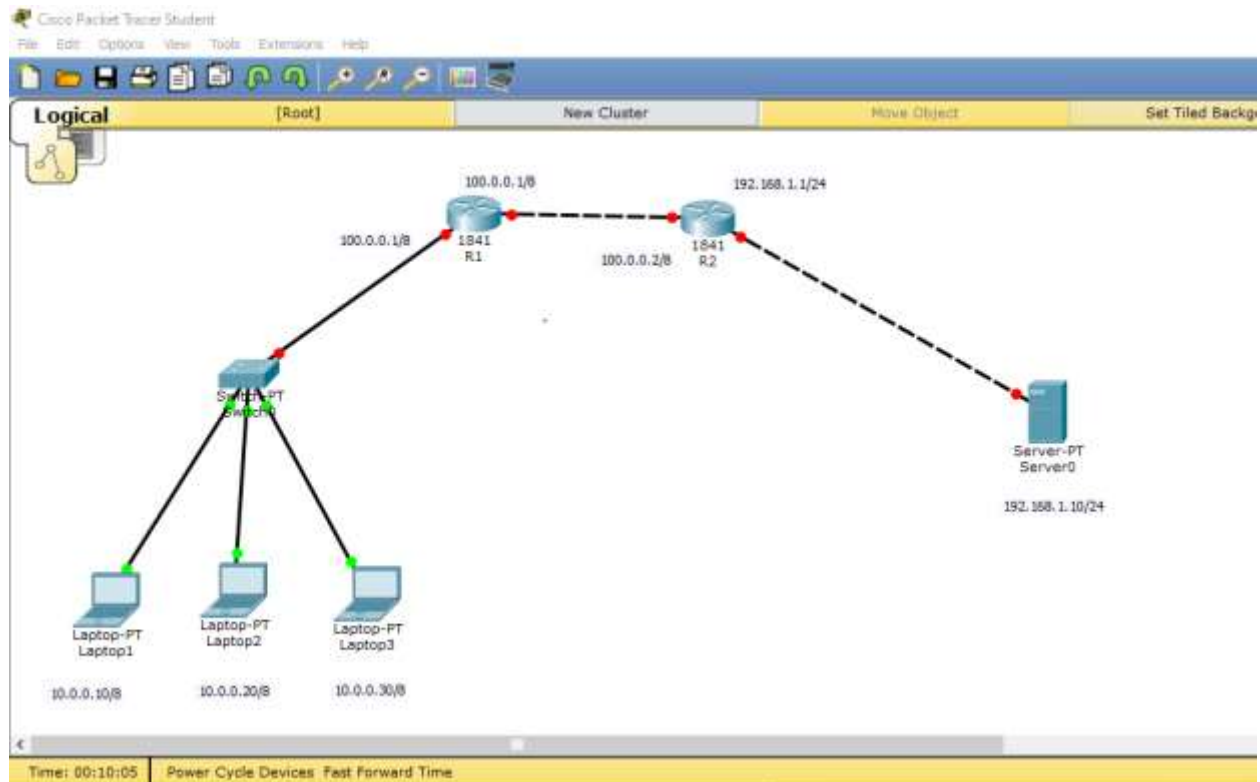 Cisco Packet Tracer Student
File Edit Options View Tools Extensions Help
Logical [Root] New Cluster Move Object Set Tiled Backg
100.0.0.1/8 192.168.1.1/24
100.0.0.1/8 1841 R1
100.0.0.2/8 1841 R2
Switch-PT
Switch0
Server-PT
Server0
192.168.1.10/24
Laptop-PT
Laptop1
Laptop-PT
Laptop2
Laptop-PT
Laptop3
10.0.0.10/8 10.0.0.20/8 10.0.0.30/8
Time: 00:10:05 Power Cycle Devices Fast Forward Time